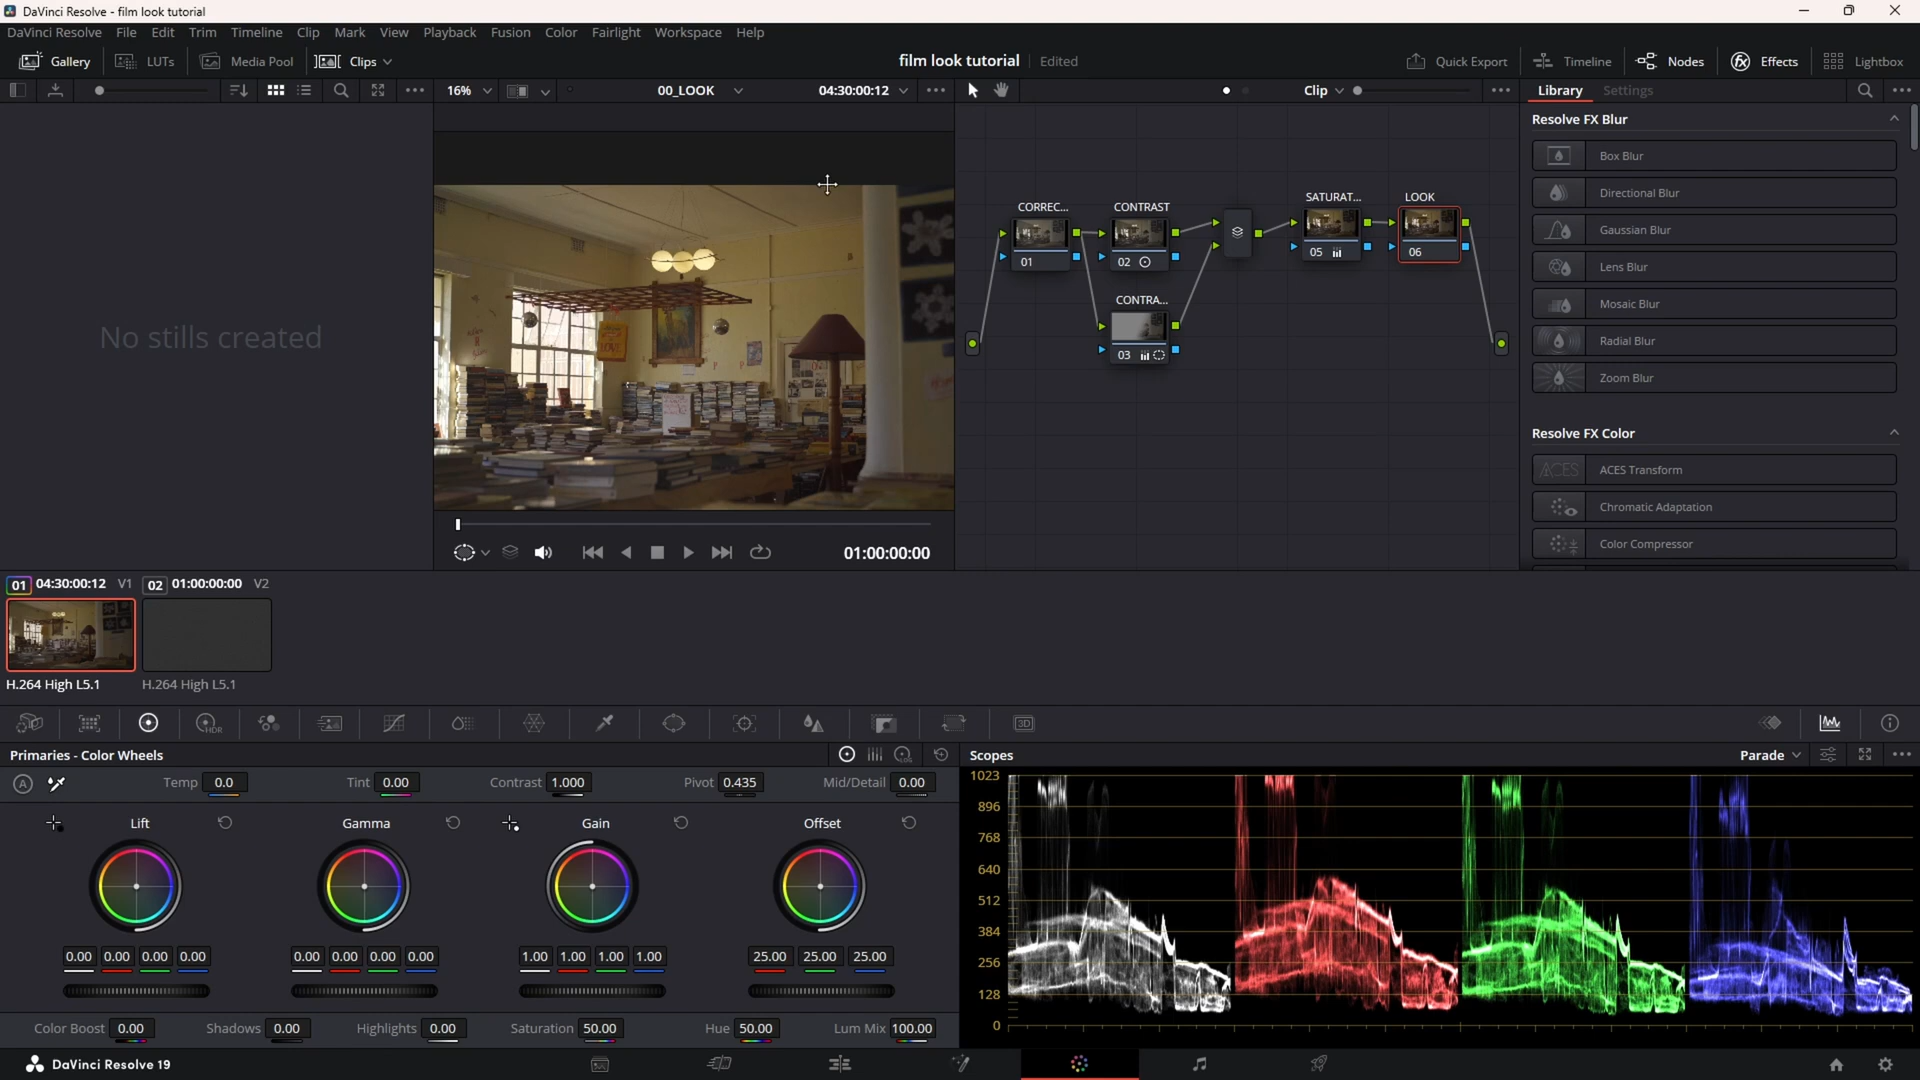 DaVinci Resolve - film look tutorial
DaVinci Resolve File Edit Trim Timeline Clip Mark View Playback Fusion Color Fairlight Workspace Help
Gallery LUTs Media Pool Clips film look tutorial Edited Quick Export Timeline Nodes Effects Lightbox
16% 00_LOOK 04:30:00:12 Clip Library Settings
Resolve FX Blur
Box Blur
Directional Blur
Gaussian Blur
Lens Blur
Mosaic Blur
Radial Blur
Zoom Blur
Resolve FX Color
ACES ACES Transform
Chromatic Adaptation
Color Compressor
CORREC... CONTRAST SATURAT... LOOK
01 02 05 06
CONTRA...
03
No stills created
LOVE
01:00:00:00
01 04:30:00:12 V1 02 01:00:00:00 V2
H.264 High L5.1 H.264 High L5.1
HDR 3D
Primaries - Color Wheels
LOG
A Temp 0.0 Tint 0.00 Contrast 1.000 Pivot 0.435 Mid/Detail 0.00
Lift Gamma Gain Offset
0.00 0.00 0.00 0.00 0.00 0.00 0.00 0.00 1.00 1.00 1.00 1.00 25.00 25.00 25.00
Color Boost 0.00 Shadows 0.00 Highlights 0.00 Saturation 50.00 Hue 50.00 Lum Mix 100.00
Scopes Parade
1023
896
768
640
512
384
256
128
0
DaVinci Resolve 19